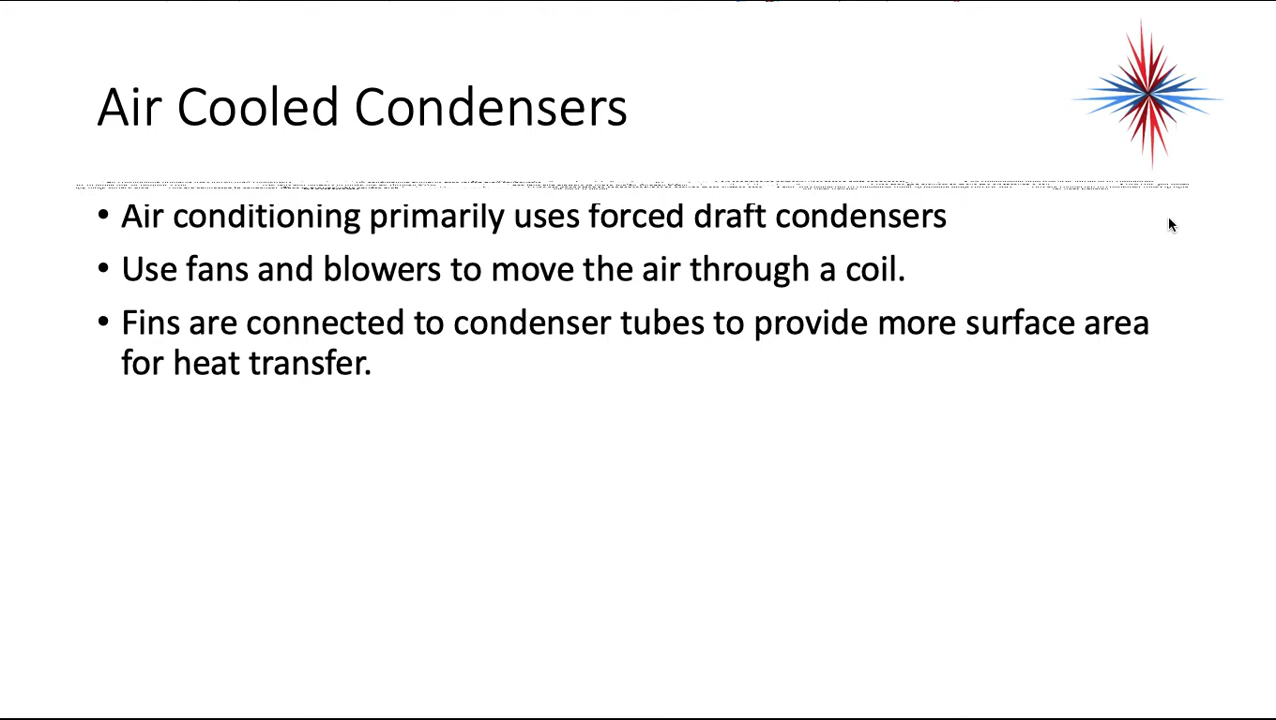 Air Cooled Condensers
• Air conditioning primarily uses forced draft condensers
• Use fans and blowers to move the air through a coil.
• Fins are connected to condenser tubes to provide more surface area
for heat transfer.